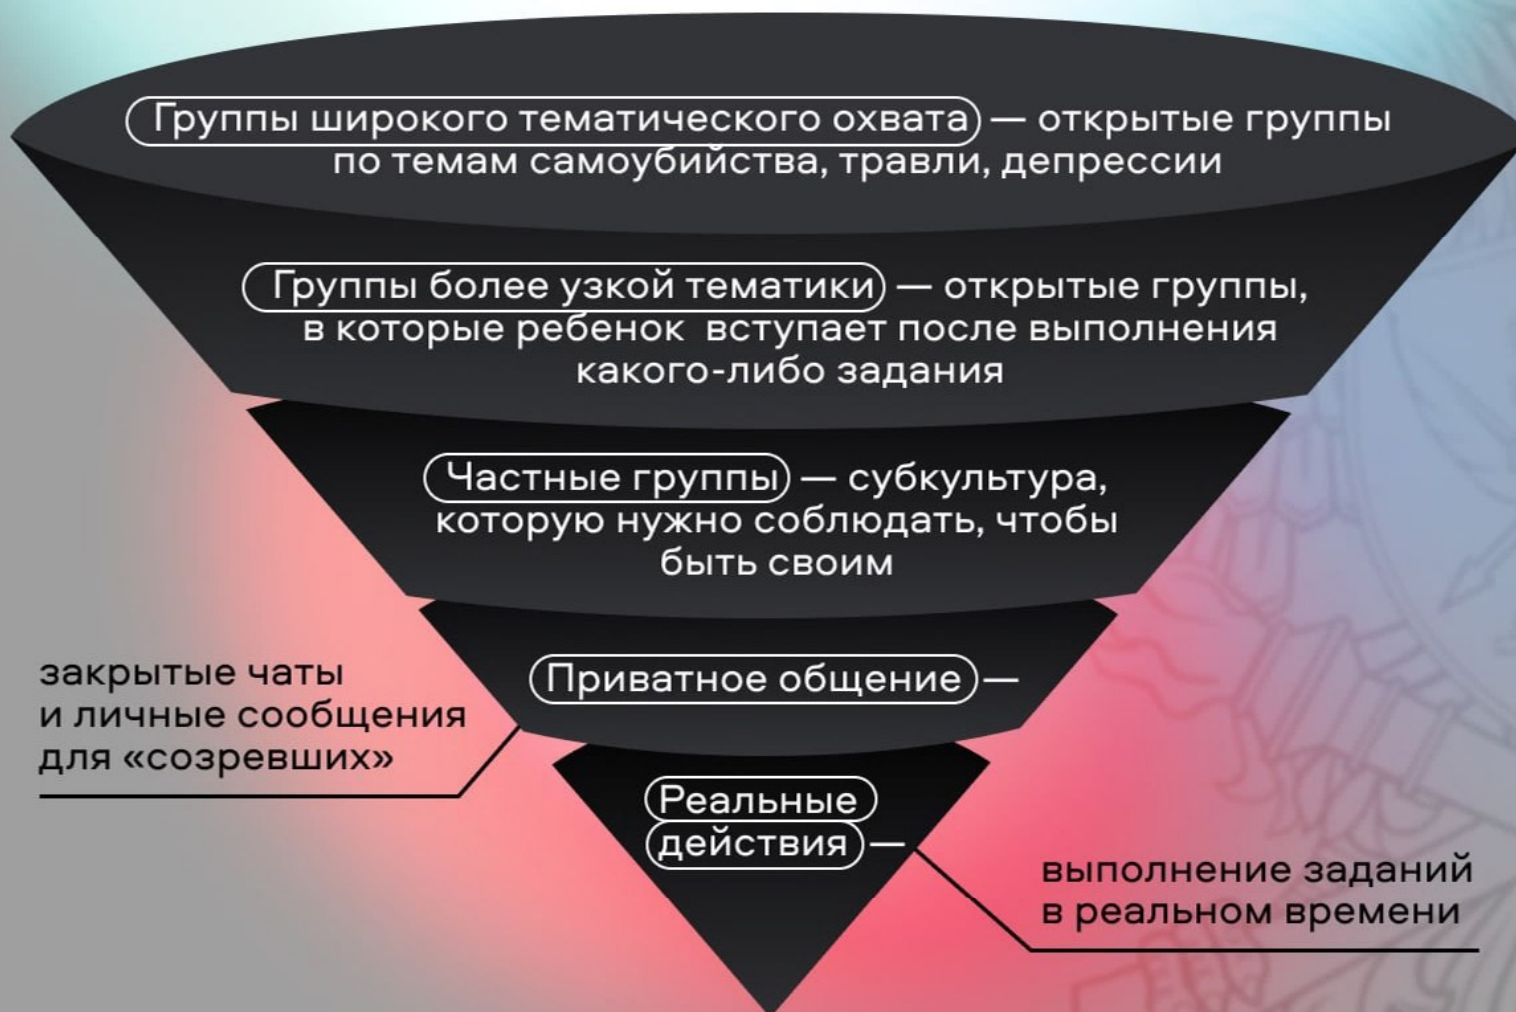 Группы широкого тематического охвата — открытые группы
по темам самоубийства, травли, депрессии
Группы более узкой тематики — открытые группы,
в которые ребенок вступает после выполнения
какого-либо задания
Частные группы — субкультура,
которую нужно соблюдать, чтобы
быть своим
Приватное общение —
закрытые чаты
и личные сообщения
для «созревших»
Реальные
действия —
выполнение заданий
в реальном времени